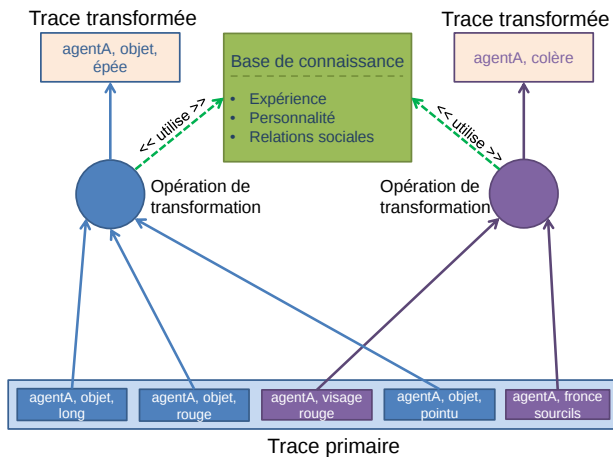 Trace transformée
Trace transformée
agentA, objet,
épée
Base de connaissance
• Expérience
• Personnalité
• Relations sociales
agentA, colère
<< utilise >>
<< utilise >>
Opération de
transformation
Opération de
transformation
agentA, objet,
long
agentA, objet,
rouge
agentA, visage
rouge
agentA, objet,
pointu
agentA, fronce
sourcils
Trace primaire